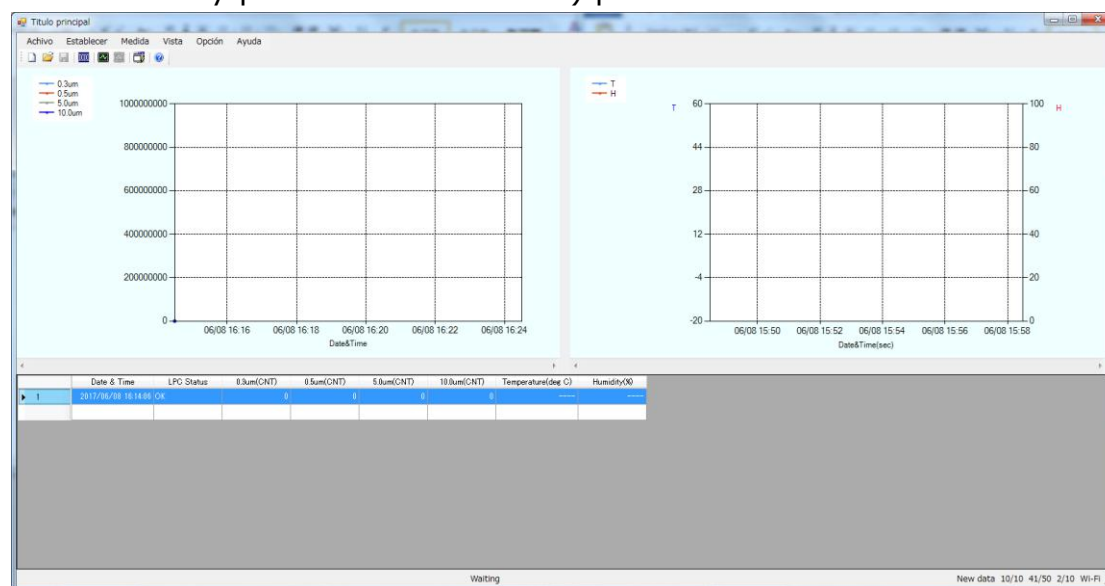 Titulo principal
Achivo Establecer Medida Vista Opción Ayuda
0.3um
0.5um
5.0um
10.0um
1000000000
800000000
600000000
400000000
200000000
0
06/08 16:16 06/08 16:18 06/08 16:20 06/08 16:22 06/08 16:24
Date&Time
T
H
T 60 100 H
44 80
28 60
12 40
-4 20
-20 0
06/08 15:50 06/08 15:52 06/08 15:54 06/08 15:56 06/08 15:58
Date&Time(sec)
Date & Time LPC Status 0.3um(CNT) 0.5um(CNT) 5.0um(CNT) 10.0um(CNT) Temperature(deg C) Humidity(%)
1 2017/06/08 16:14:06 OK 0 0 0 0 ---- ----
Waiting New data 10/10 41/50 2/10 Wi-Fi